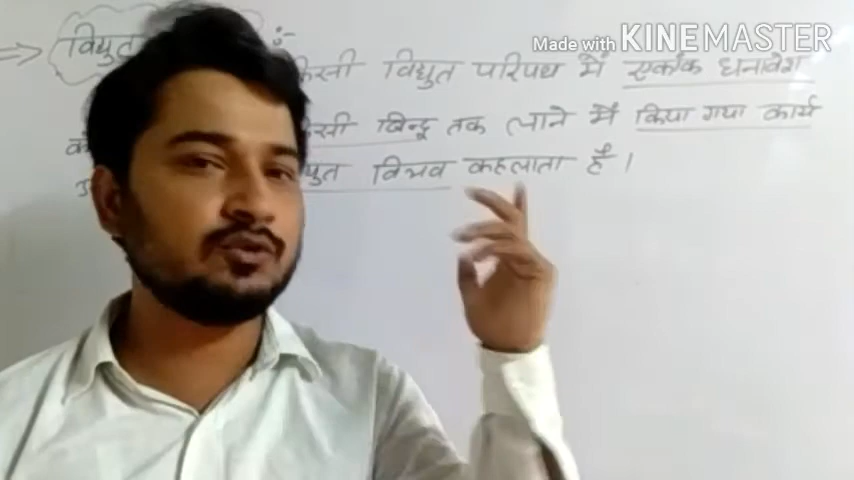 Made with KINEMASTER
विद्युत :-
किसी विद्युत परिपथ में एकांक धनावेश
किसी बिन्दु तक लाने में किया गया कार्य
विभव कहलाता है।